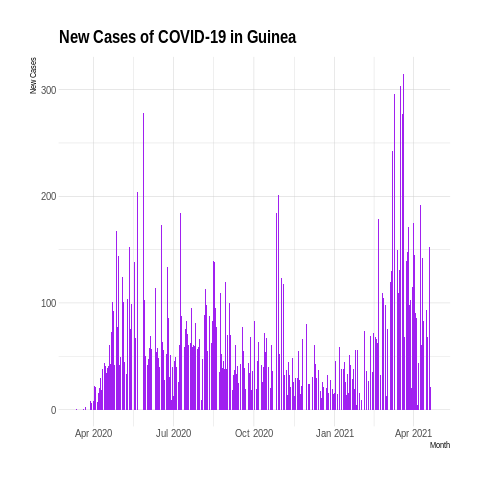 New Cases of COVID-19 in Guinea
New Cases
300
200
100
0
Apr 2020 Jul 2020 Oct 2020 Jan 2021 Apr 2021
Month